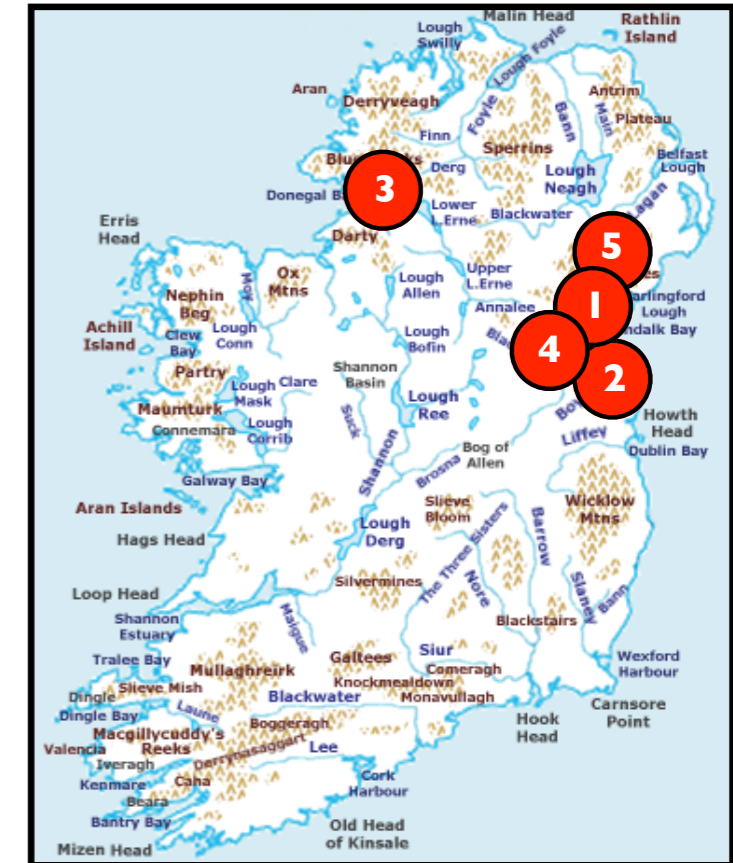 Malin Head
Lough
Swilly
Rathlin
Island
Lough Foyle
Aran
Derryveagh
Antrim
Plateau
Foyle
Bann
Main
Finn
Sperrins
Belfast
Lough
Derg
Lough
Neagh
3
Lagan
Lower
L.Erne
Blackwater
Darty
Erris
Head
5
Upper
L.Erne
Ox
Mtns
Moy
Lough
Allen
Nephin
Beg
Annalee
1
Lough
Achill
Island
Clew
Bay
Lough
Conn
Lough
Bofin
4
2
Partry
Shannon
Basin
Lough
Mask
Clare
Lough
Ree
Maumturk
Connemara
Lough
Corrib
Suck
Shannon
Howth
Head
Liffey
Dublin Bay
Bog of
Allen
Brosna
Galway Bay
Aran Islands
Slieve
Bloom
Wicklow
Mtns
Lough
Derg
Barrow
Hags Head
The Three Sisters
Nore
Silvermines
Slaney
Bann
Loop Head
Shannon
Estuary
Maigue
Blackstairs
Tralee Bay
Mullaghreirk
Galtees
Siur
Comeragh
Wexford
Harbour
Knockmealdown
Monavullagh
Slieve Mish
Dingle
Dingle Bay
Laune
Blackwater
Carnsore
Point
Hook
Head
Boggeragh
Macgillycuddy's
Reeks
Valencia
Derrynasaggart
Lee
Iveragh
Kenmare
Caha
Beara
Cork
Harbour
Bantry Bay
Old Head
of Kinsale
Mizen Head